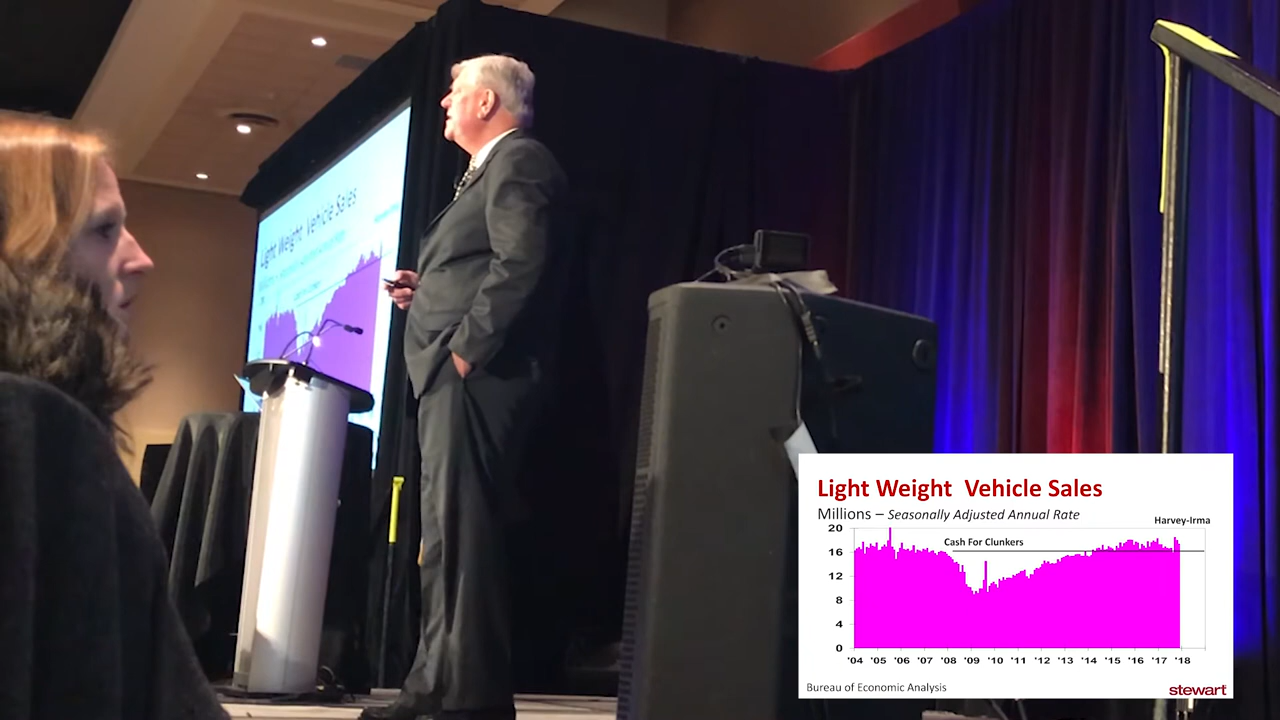 Light Weight Vehicle Sales
Light Weight Vehicle Sales
Millions – Seasonally Adjusted Annual Rate
Harvey-Irma
Cash For Clunkers
20
16
12
8
4
0
'04 '05 '06 '07 '08 '09 '10 '11 '12 '13 '14 '15 '16 '17 '18
Bureau of Economic Analysis
stewart